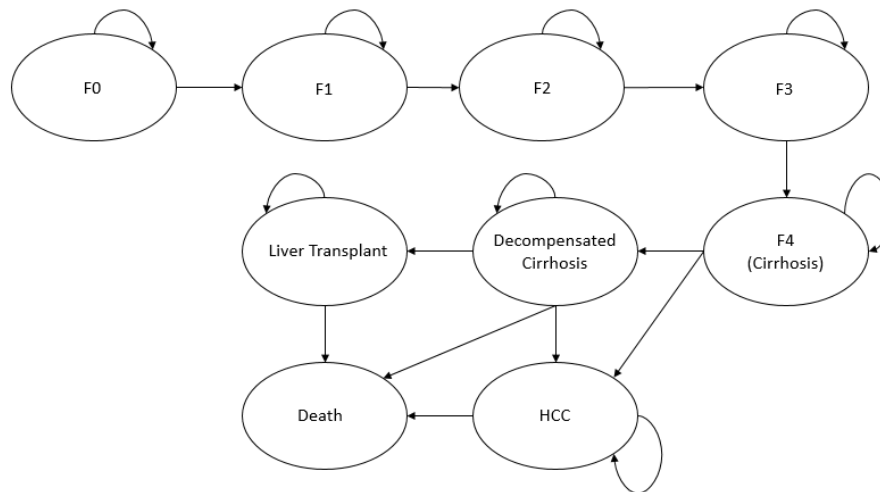 F0
F1
F2
F3
Liver Transplant
Decompensated
Cirrhosis
F4
(Cirrhosis)
Death
HCC